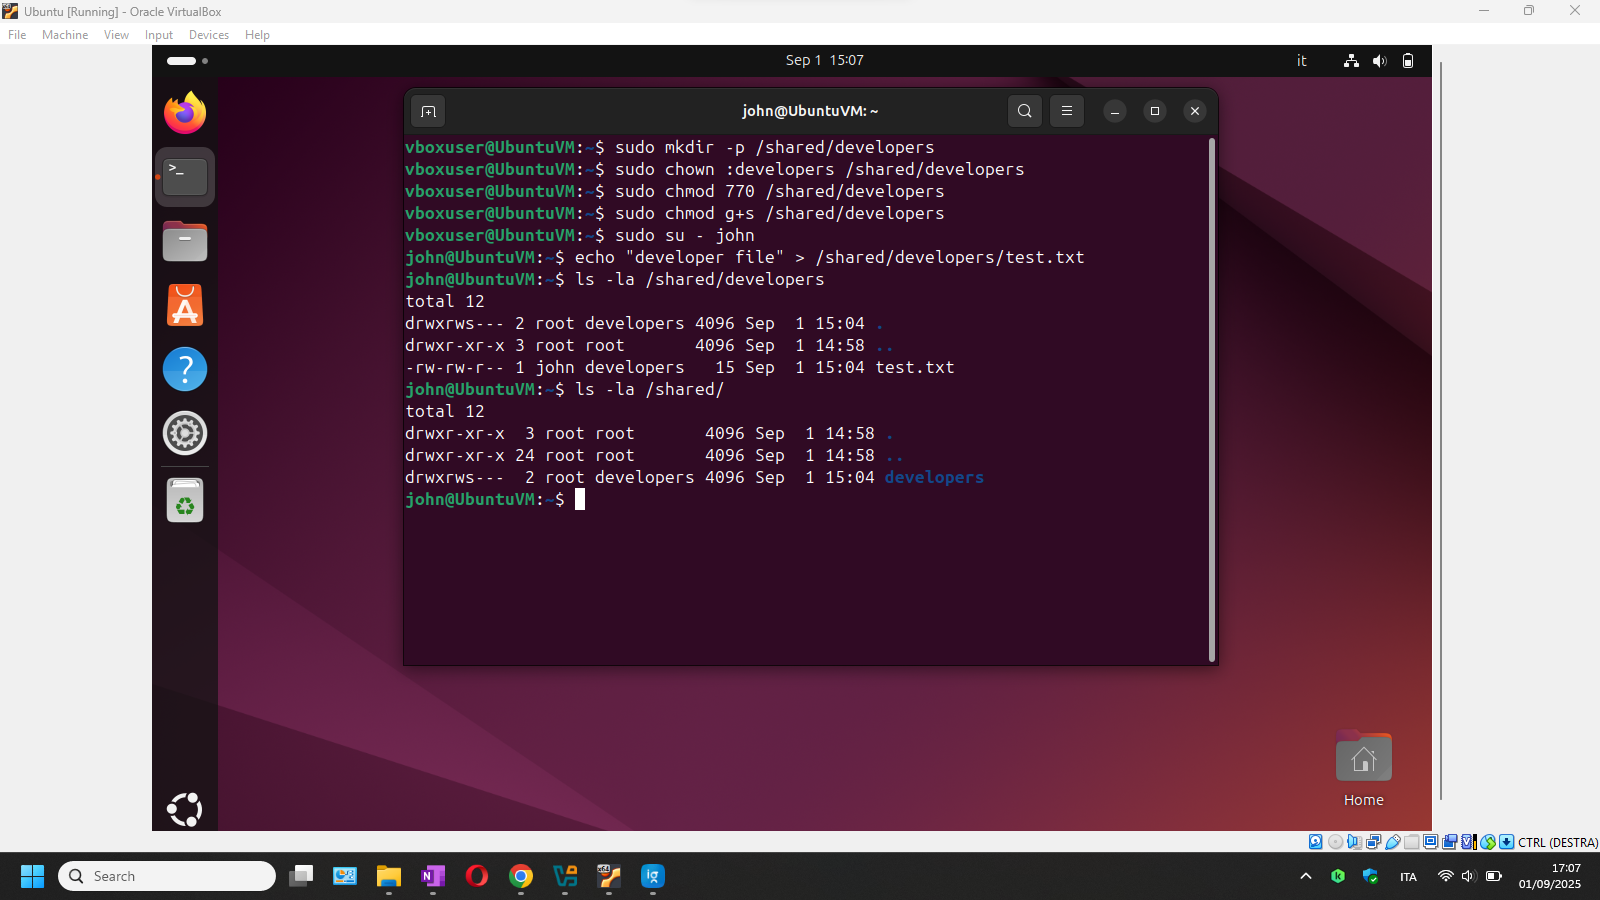 Ubuntu [Running] - Oracle VirtualBox
File Machine View Input Devices Help
Sep 1 15:07
it
john@UbuntuVM: ~
vboxuser@UbuntuVM:~$ sudo mkdir -p /shared/developers
vboxuser@UbuntuVM:~$ sudo chown :developers /shared/developers
vboxuser@UbuntuVM:~$ sudo chmod 770 /shared/developers
vboxuser@UbuntuVM:~$ sudo chmod g+s /shared/developers
vboxuser@UbuntuVM:~$ sudo su - john
john@UbuntuVM:~$ echo "developer file" > /shared/developers/test.txt
john@UbuntuVM:~$ ls -la /shared/developers
total 12
drwxrws--- 2 root developers 4096 Sep  1 15:04 .
drwxr-xr-x 3 root root       4096 Sep  1 14:58 ..
-rw-rw-r-- 1 john developers   15 Sep  1 15:04 test.txt
john@UbuntuVM:~$ ls -la /shared/
total 12
drwxr-xr-x  3 root root       4096 Sep  1 14:58 .
drwxr-xr-x 24 root root       4096 Sep  1 14:58 ..
drwxrws---  2 root developers 4096 Sep  1 15:04 developers
john@UbuntuVM:~$
Home
CTRL (DESTRA)
Search
ITA
17:07
01/09/2025